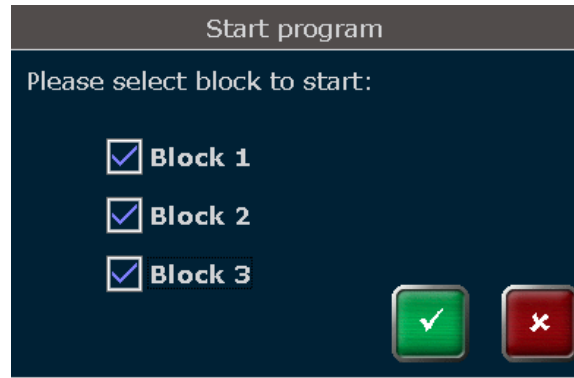 Start program
Please select block to start:
Block 1
Block 2
Block 3